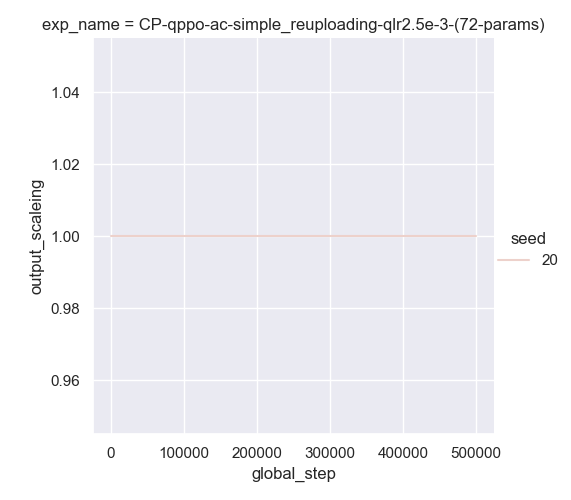 exp_name = CP-qppo-ac-simple_reuploading-qlr2.5e-3-(72-params)
1.04
1.02
1.00
0.98
0.96
output_scaleing
0 100000 200000 300000 400000 500000
global_step
seed
20